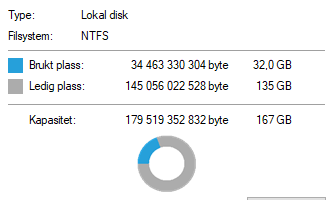 Type: Lokal disk
Filsystem: NTFS
Brukt plass: 34 463 330 304 byte 32,0 GB
Ledig plass: 145 056 022 528 byte 135 GB
Kapasitet: 179 519 352 832 byte 167 GB